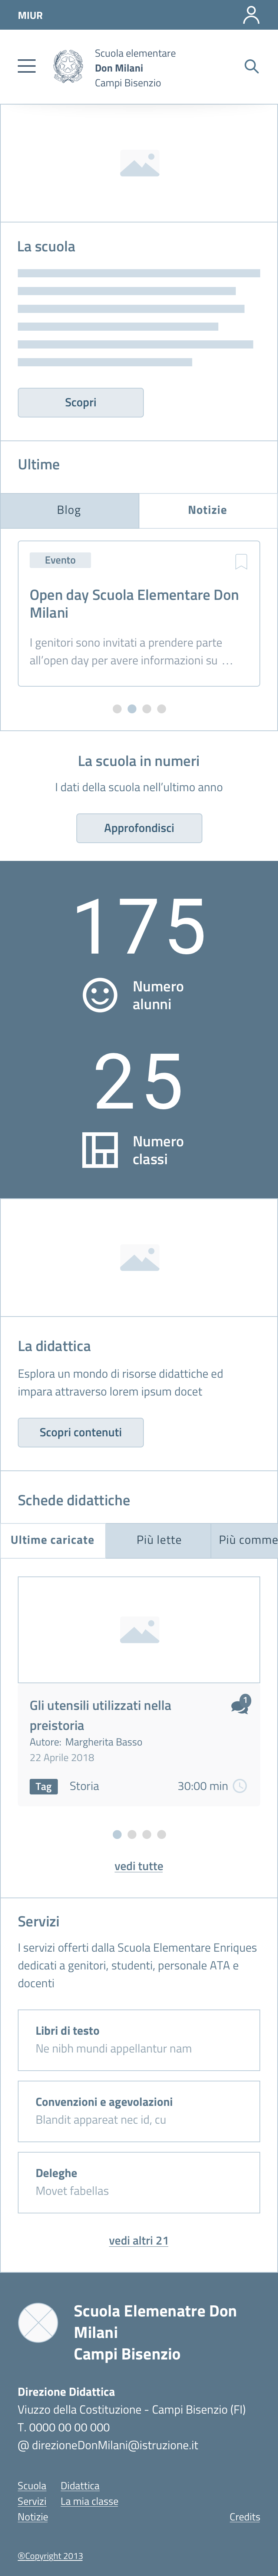 MIUR
Scuola elementare
Don Milani
Campi Bisenzio
La scuola
Scopri
Ultime
Blog Notizie
Evento
Open day Scuola Elementare Don
Milani
I genitori sono invitati a prendere parte
all'open day per avere informazioni su ...
La scuola in numeri
I dati della scuola nell'ultimo anno
Approfondisci
175
Numero
alunni
25
Numero
classi
La didattica
Esplora un mondo di risorse didattiche ed
impara attraverso lorem ipsum docet
Scopri contenuti
Schede didattiche
Ultime caricate Più lette Più comme
Gli utensili utilizzati nella 1
preistoria
Autore: Margherita Basso
22 Aprile 2018
Tag Storia 30:00 min
vedi tutte
Servizi
I servizi offerti dalla Scuola Elementare Enriques
dedicati a genitori, studenti, personale ATA e
docenti
Libri di testo
Ne nibh mundi appellantur nam
Convenzioni e agevolazioni
Blandit appareat nec id, cu
Deleghe
Movet fabellas
vedi altri 21
Scuola Elemenatre Don
Milani
Campi Bisenzio
Direzione Didattica
Viuzzo della Costituzione - Campi Bisenzio (FI)
T. 0000 00 00 000
@ direzioneDonMilani@istruzione.it
Scuola Didattica
Servizi La mia classe
Notizie Credits
®Copyright 2013